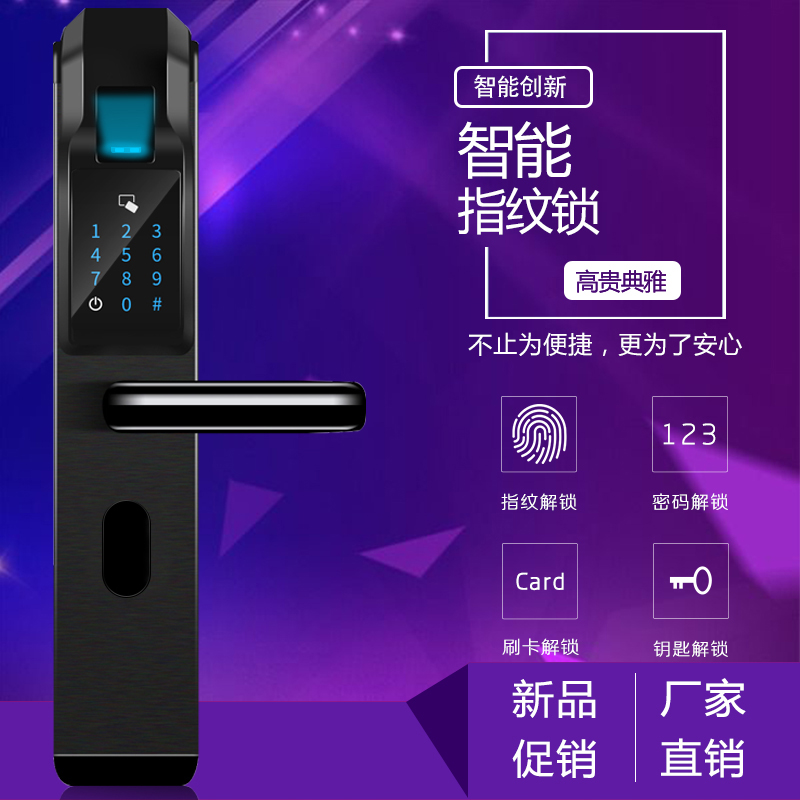 1 2 3
4 5 6
7 8 9
0 #
智能创新
智能
指纹锁
高贵典雅
不止为便捷，更为了安心
123
指纹解锁
密码解锁
Card
刷卡解锁
钥匙解锁
新品
促销
厂家
直销